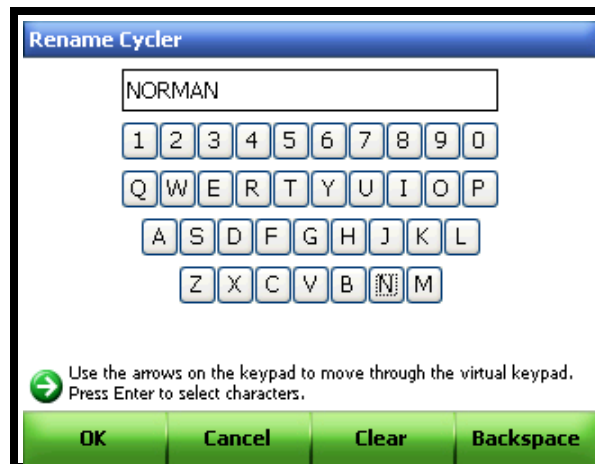 Rename Cycler
NORMAN
1 2 3 4 5 6 7 8 9 0
Q W E R T Y U I O P
A S D F G H J K L
Z X C V B N M
Use the arrows on the keypad to move through the virtual keypad.
Press Enter to select characters.
OK Cancel Clear Backspace